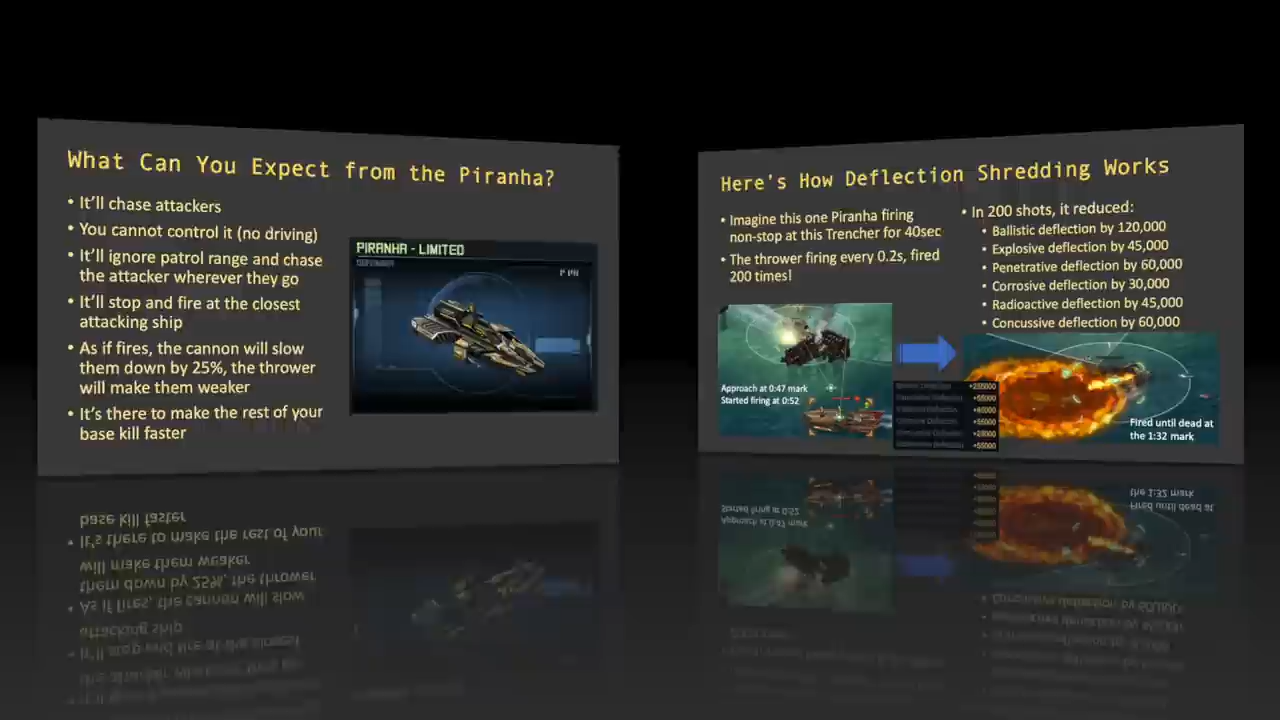 What Can You Expect from the Piranha?
• It'll chase attackers
• You cannot control it (no driving)
• It'll ignore patrol range and chase
the attacker wherever they go
• It'll stop and fire at the closest
attacking ship
• As if fires, the cannon will slow
them down by 25%, the thrower
will make them weaker
• It's there to make the rest of your
base kill faster
PIRANHA - LIMITED
Here's How Deflection Shredding Works
• Imagine this one Piranha firing
non-stop at this Trencher for 40sec
• The thrower firing every 0.2s, fired
200 times!
Approach at 0:47 mark
Started firing at 0:52
• In 200 shots, it reduced:
• Ballistic deflection by 120,000
• Explosive deflection by 45,000
• Penetrative deflection by 60,000
• Corrosive deflection by 30,000
• Radioactive deflection by 45,000
• Concussive deflection by 60,000
Fired until dead at
the 1:32 mark